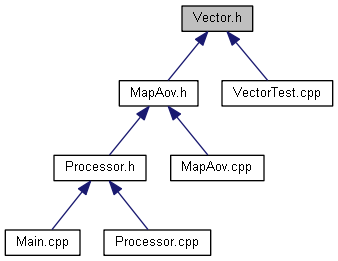 Vector.h
MapAov.h
VectorTest.cpp
Processor.h
MapAov.cpp
Main.cpp
Processor.cpp